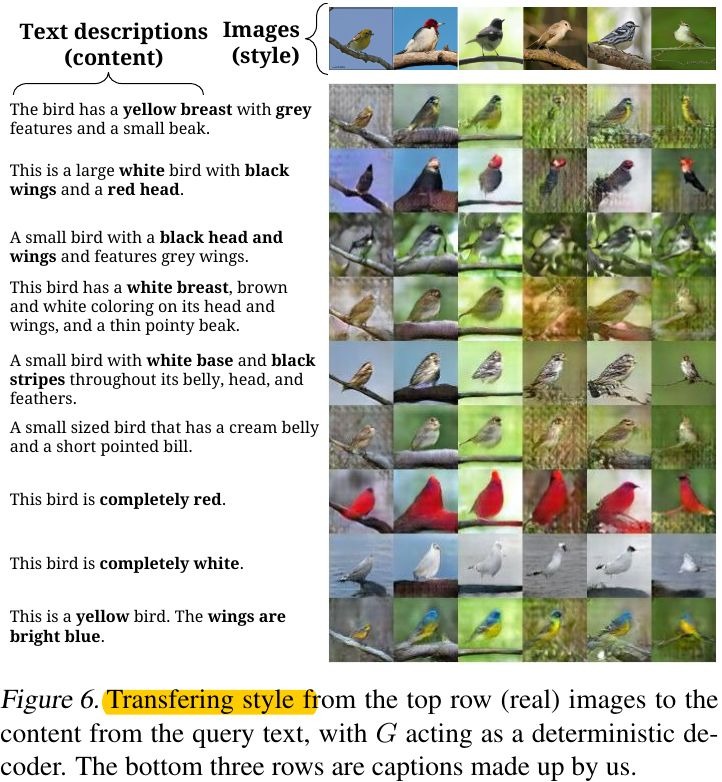 Text descriptions
(content)
Images
(style)
The bird has a yellow breast with grey
features and a small beak.
This is a large white bird with black
wings and a red head.
A small bird with a black head and
wings and features grey wings.
This bird has a white breast, brown
and white coloring on its head and
wings, and a thin pointy beak.
A small bird with white base and black
stripes throughout its belly, head, and
feathers.
A small sized bird that has a cream belly
and a short pointed bill.
This bird is completely red.
This bird is completely white.
This is a yellow bird. The wings are
bright blue.
Figure 6. Transfering style from the top row (real) images to the
content from the query text, with G acting as a deterministic de-
coder. The bottom three rows are captions made up by us.